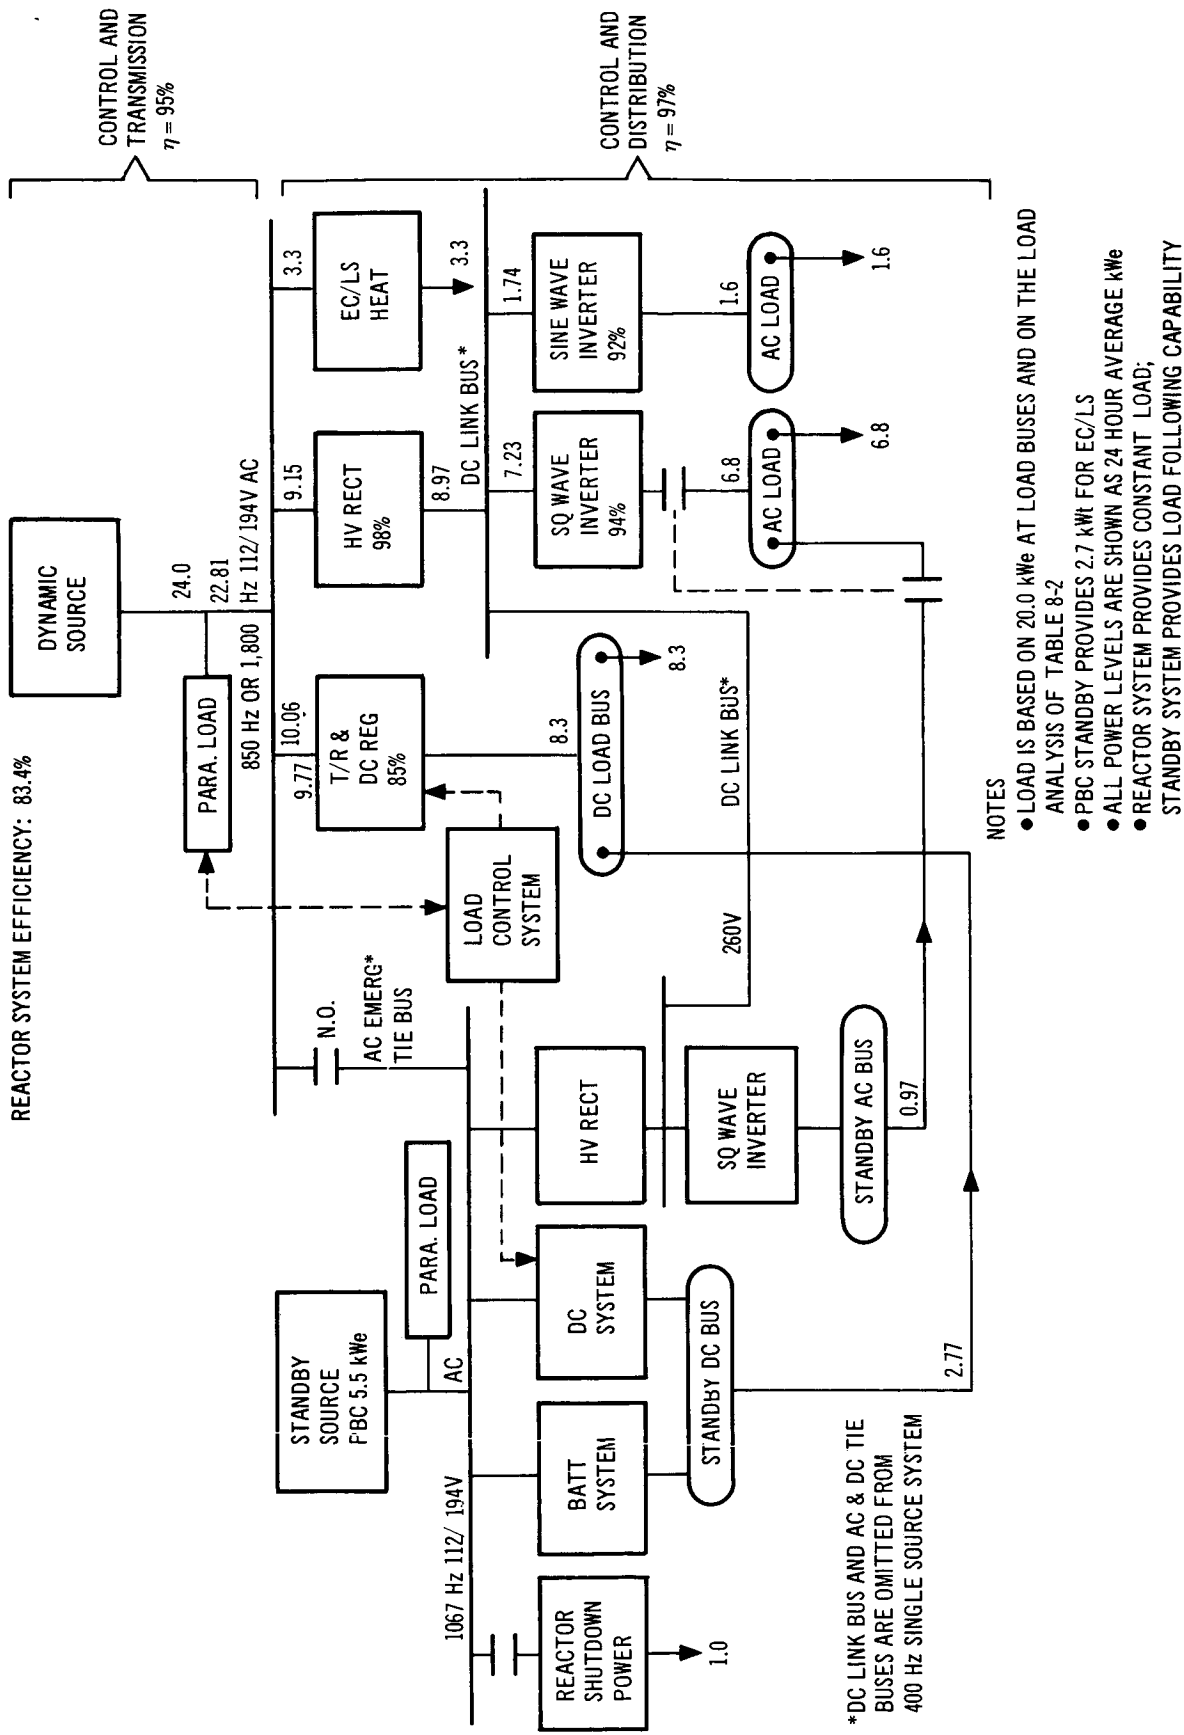 REACTOR SYSTEM EFFICIENCY: 83.4%
CONTROL AND
TRANSMISSION
η = 95%
DYNAMIC
SOURCE
24.0
22.81
PARA. LOAD
850 Hz OR 1,800
Hz 112/194V AC
STANDBY
SOURCE
PBC 5.5 kWe
PARA. LOAD
AC
1067 Hz 112/ 194V
N.O.
AC EMERG*
TIE BUS
10.06
9.77
T/R &
DC REG
85%
8.3
9.15
HV RECT
98%
8.97
3.3
EC/LS
HEAT
3.3
CONTROL AND
DISTRIBUTION
η = 97%
LOAD
CONTROL
SYSTEM
DC LINK BUS*
7.23
1.74
REACTOR
SHUTDOWN
POWER
1.0
BATT
SYSTEM
DC
SYSTEM
HV RECT
SQ WAVE
INVERTER
94%
SINE WAVE
INVERTER
92%
DC LOAD BUS
8.3
6.8
1.6
260V
DC LINK BUS*
STANDBY DC BUS
SQ WAVE
INVERTER
AC LOAD
AC LOAD
6.8
1.6
STANDBY AC BUS
0.97
2.77
*DC LINK BUS AND AC & DC TIE
BUSES ARE OMITTED FROM
400 Hz SINGLE SOURCE SYSTEM
NOTES
● LOAD IS BASED ON 20.0 kWe AT LOAD BUSES AND ON THE LOAD
ANALYSIS OF TABLE 8-2
● PBC STANDBY PROVIDES 2.7 kWt FOR EC/LS
● ALL POWER LEVELS ARE SHOWN AS 24 HOUR AVERAGE kWe
● REACTOR SYSTEM PROVIDES CONSTANT LOAD;
STANDBY SYSTEM PROVIDES LOAD FOLLOWING CAPABILITY